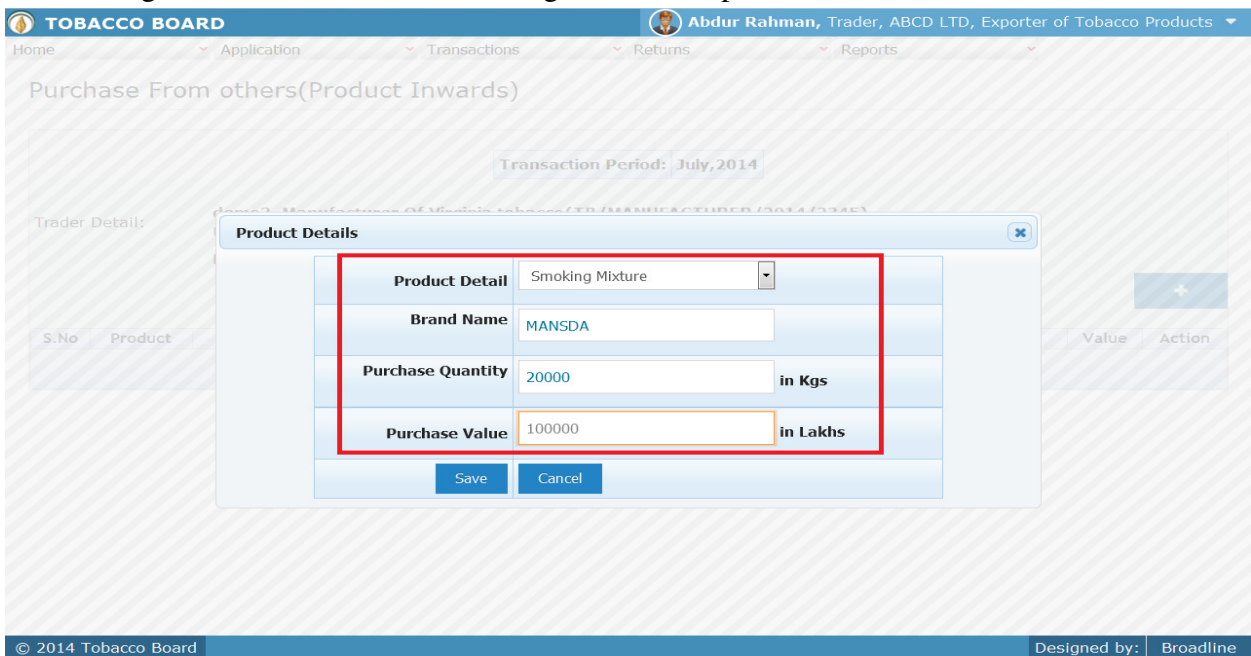 TOBACCO BOARD
Abdur Rahman, Trader, ABCD LTD, Exporter of Tobacco Products
Home Application Transactions Returns Reports
Purchase From others(Product Inwards)
Transaction Period: July,2014
Trader Detail:
Product Details
Product Detail Smoking Mixture
Brand Name MANSDA
Purchase Quantity 20000 in Kgs
Purchase Value 100000 in Lakhs
Save Cancel
S.No Product Value Action
© 2014 Tobacco Board Designed by: Broadline